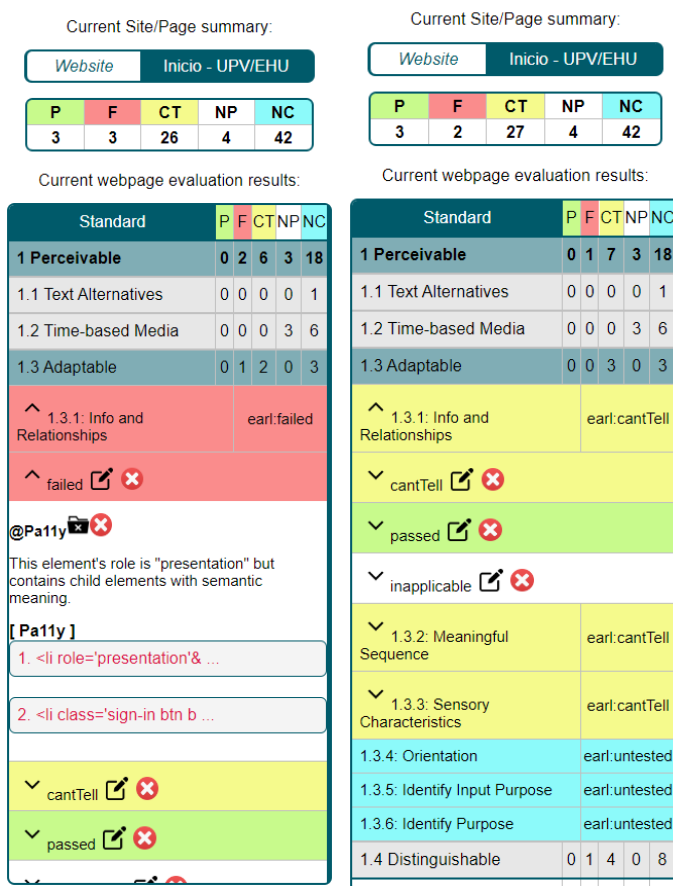 Current Site/Page summary:
Website Inicio - UPV/EHU
P F CT NP NC
3 3 26 4 42
Current webpage evaluation results:
Standard P F CT NP NC
1 Perceivable 0 2 6 3 18
1.1 Text Alternatives 0 0 0 0 1
1.2 Time-based Media 0 0 0 3 6
1.3 Adaptable 0 1 2 0 3
1.3.1: Info and
Relationships earl:failed
failed
@Pa11y
This element's role is "presentation" but
contains child elements with semantic
meaning.
[ Pa11y ]
1. <li role='presentation'& ...
2. <li class='sign-in btn b ...
cantTell
passed
Current Site/Page summary:
Website Inicio - UPV/EHU
P F CT NP NC
3 2 27 4 42
Current webpage evaluation results:
Standard P F CT NP NC
1 Perceivable 0 1 7 3 18
1.1 Text Alternatives 0 0 0 0 1
1.2 Time-based Media 0 0 0 3 6
1.3 Adaptable 0 0 3 0 3
1.3.1: Info and
Relationships earl:cantTell
cantTell
passed
inapplicable
1.3.2: Meaningful
Sequence earl:cantTell
1.3.3: Sensory
Characteristics earl:cantTell
1.3.4: Orientation earl:untested
1.3.5: Identify Input Purpose earl:untested
1.3.6: Identify Purpose earl:untested
1.4 Distinguishable 0 1 4 0 8